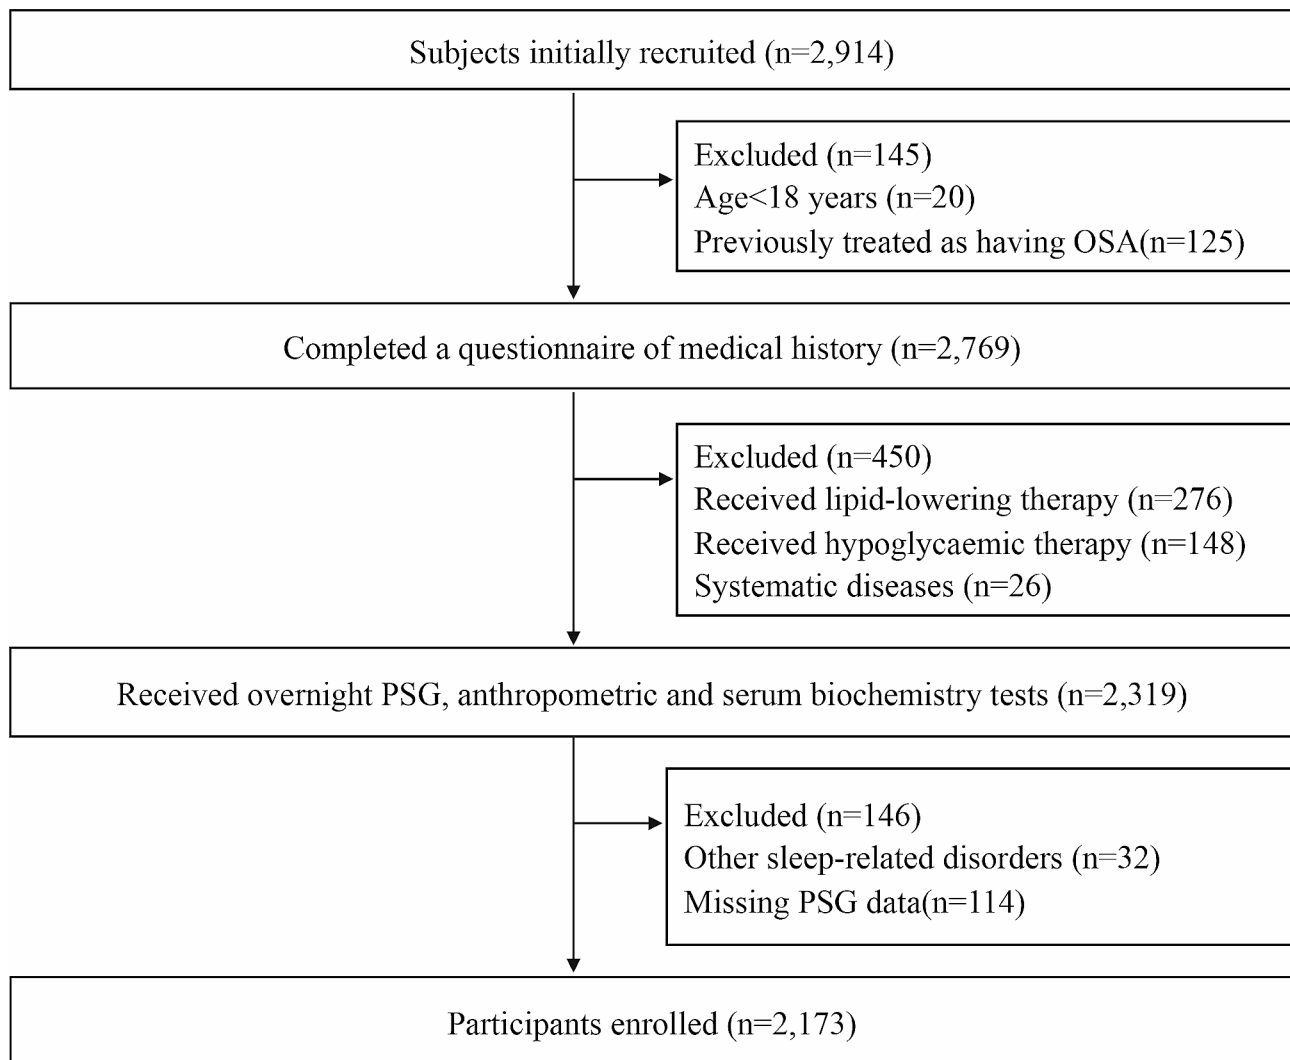 Subjects initially recruited (n=2,914)
Excluded (n=145)
Age<18 years (n=20)
Previously treated as having OSA(n=125)
Completed a questionnaire of medical history (n=2,769)
Excluded (n=450)
Received lipid-lowering therapy (n=276)
Received hypoglycaemic therapy (n=148)
Systematic diseases (n=26)
Received overnight PSG, anthropometric and serum biochemistry tests (n=2,319)
Excluded (n=146)
Other sleep-related disorders (n=32)
Missing PSG data(n=114)
Participants enrolled (n=2,173)